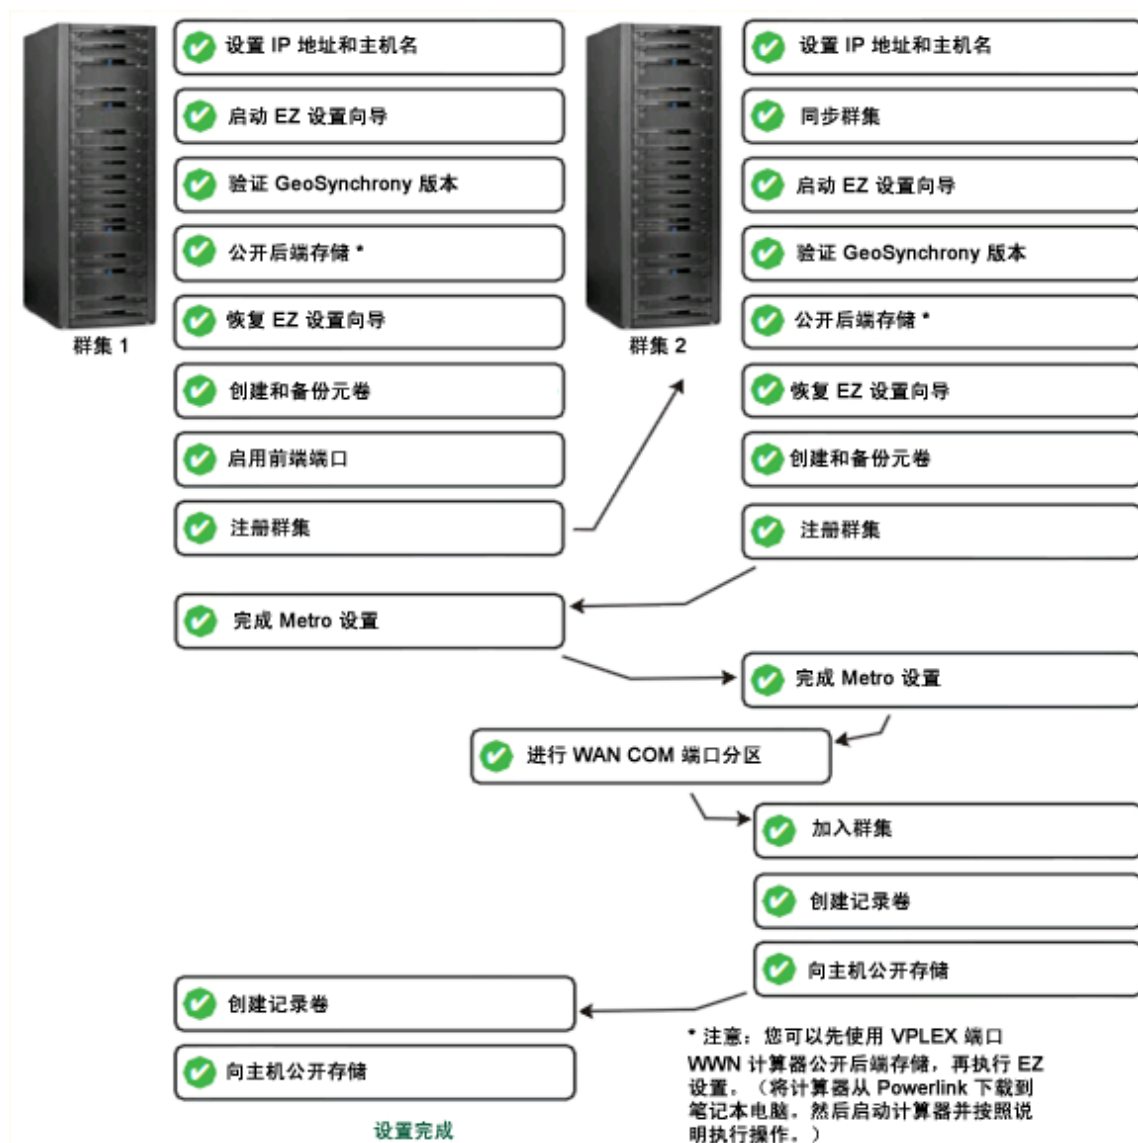 设置 IP 地址和主机名
启动 EZ 设置向导
验证 GeoSynchrony 版本
公开后端存储 *
恢复 EZ 设置向导
创建和备份元卷
启用前端端口
注册群集
群集 1
设置 IP 地址和主机名
同步群集
启动 EZ 设置向导
验证 GeoSynchrony 版本
公开后端存储 *
恢复 EZ 设置向导
创建和备份元卷
注册群集
群集 2
完成 Metro 设置
完成 Metro 设置
进行 WAN COM 端口分区
加入群集
创建记录卷
向主机公开存储
创建记录卷
向主机公开存储
设置完成
* 注意：您可以先使用 VPLEX 端口
WWN 计算器公开后端存储，再执行 EZ
设置。（将计算器从 Powerlink 下载到
笔记本电脑。然后启动计算器并按照说
明执行操作。）